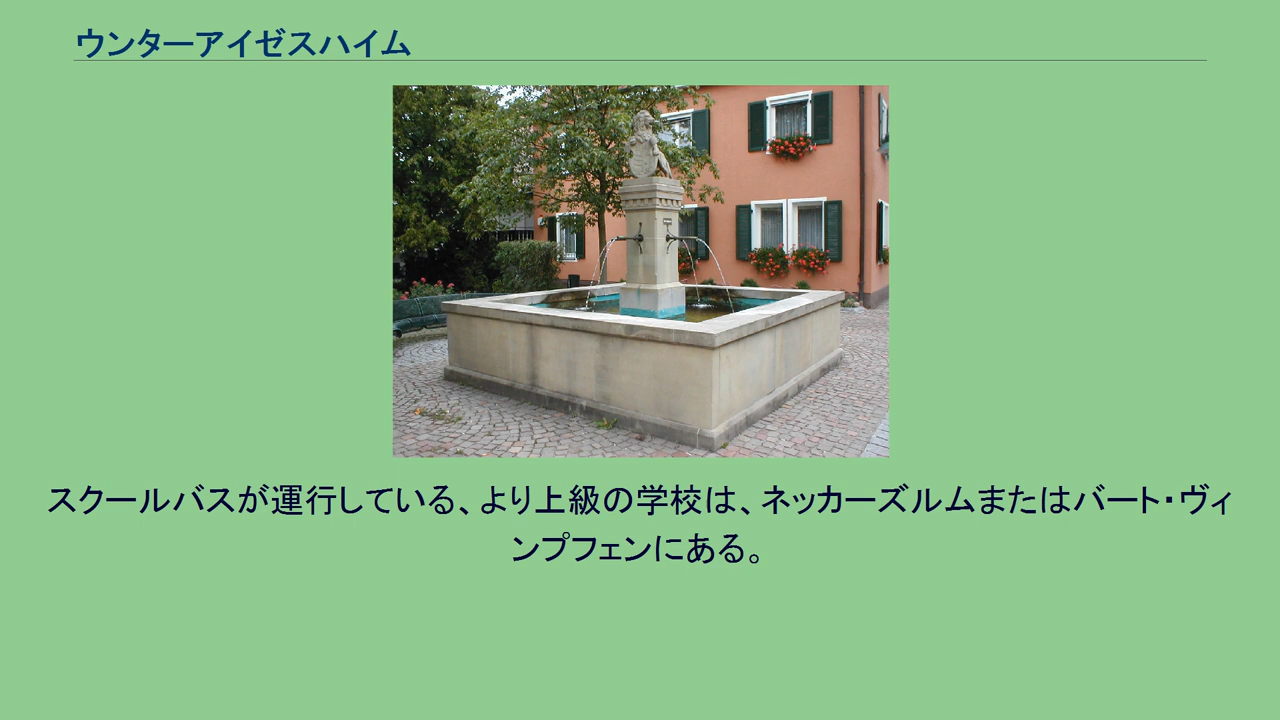 ウンターアイゼスハイム
スクールバスが運行している、より上級の学校は、ネッカーズルムまたはバート・ヴィ
ンプフェンにある。